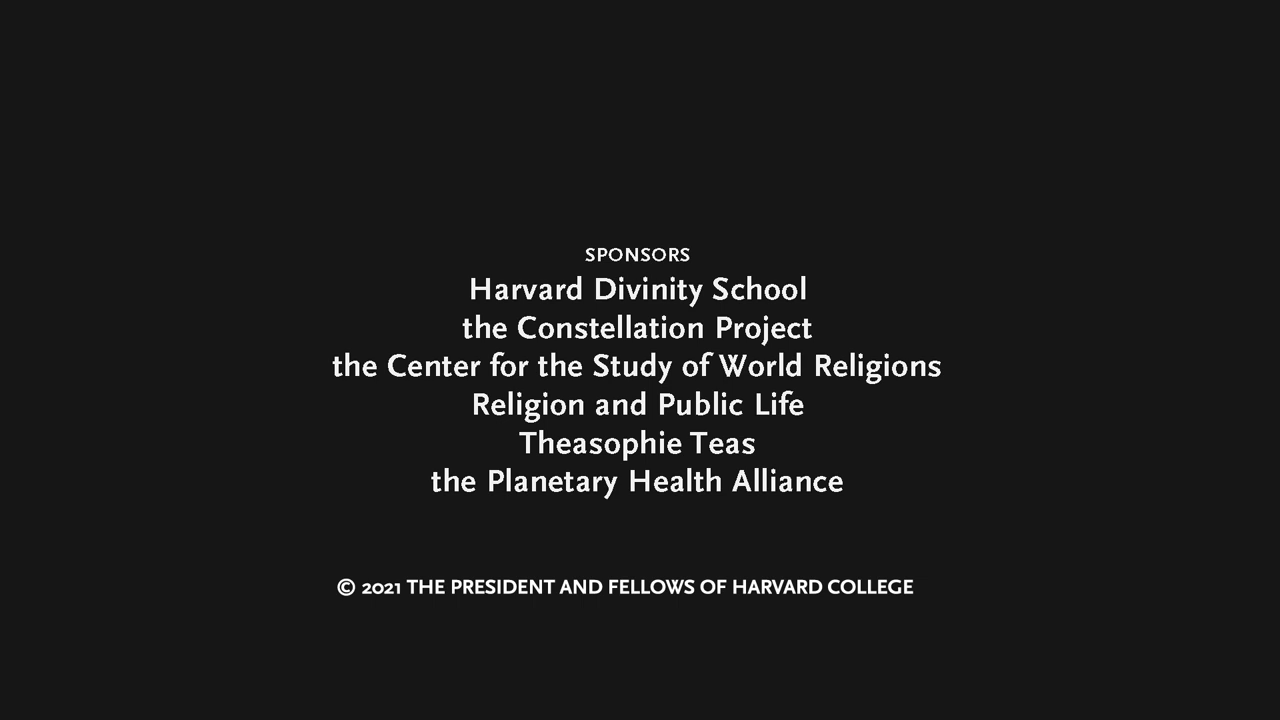 SPONSORS
Harvard Divinity School
the Constellation Project
the Center for the Study of World Religions
Religion and Public Life
Theasophie Teas
the Planetary Health Alliance
© 2021 THE PRESIDENT AND FELLOWS OF HARVARD COLLEGE